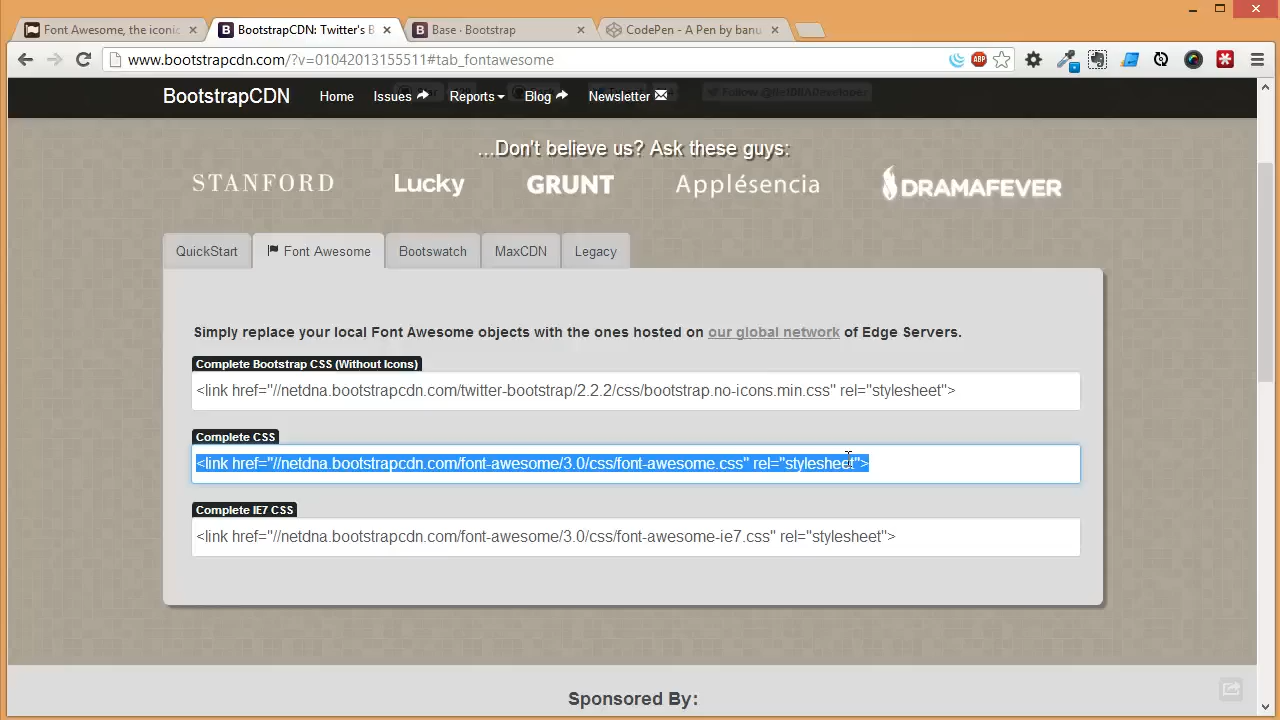 Font Awesome, the iconic
BootstrapCDN: Twitter's B
Base · Bootstrap
CodePen - A Pen by banu
www.bootstrapcdn.com/?v=01042013155511#tab_fontawesome
ABP
BootstrapCDN Home Issues Reports Blog Newsletter
Follow @NetDNADeveloper
...Don't believe us? Ask these guys:
STANFORD Lucky GRUNT Applésencia DRAMAFEVER
QuickStart Font Awesome Bootswatch MaxCDN Legacy
Simply replace your local Font Awesome objects with the ones hosted on our global network of Edge Servers.
Complete Bootstrap CSS (Without Icons)
<link href="//netdna.bootstrapcdn.com/twitter-bootstrap/2.2.2/css/bootstrap.no-icons.min.css" rel="stylesheet">
Complete CSS
<link href="//netdna.bootstrapcdn.com/font-awesome/3.0/css/font-awesome.css" rel="stylesheet">
Complete IE7 CSS
<link href="//netdna.bootstrapcdn.com/font-awesome/3.0/css/font-awesome-ie7.css" rel="stylesheet">
Sponsored By: